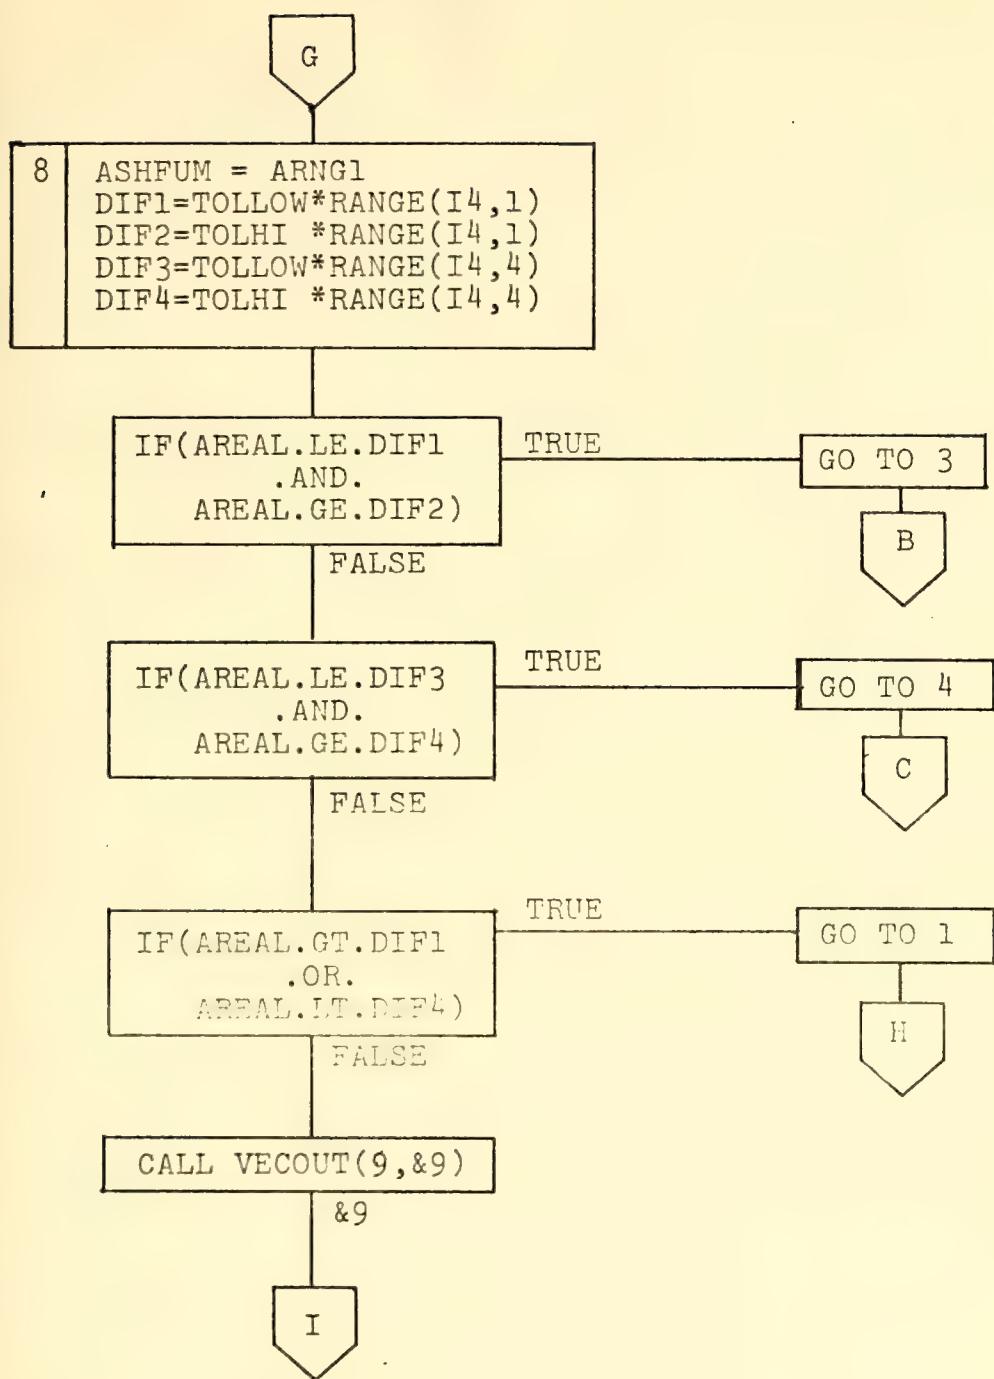 G
8
ASHFUM = ARNG1
DIF1=TOLLOW*RANGE(I4,1)
DIF2=TOLHI *RANGE(I4,1)
DIF3=TOLLOW*RANGE(I4,4)
DIF4=TOLHI *RANGE(I4,4)
IF(AREAL.LE.DIF1
.AND.
AREAL.GE.DIF2)
TRUE
GO TO 3
B
FALSE
IF(AREAL.LE.DIF3
.AND.
AREAL.GE.DIF4)
TRUE
GO TO 4
C
FALSE
IF(AREAL.GT.DIF1
.OR.
AREAL.LT.DIF4)
TRUE
GO TO 1
H
FALSE
CALL VECOUT(9,&9)
&9
I